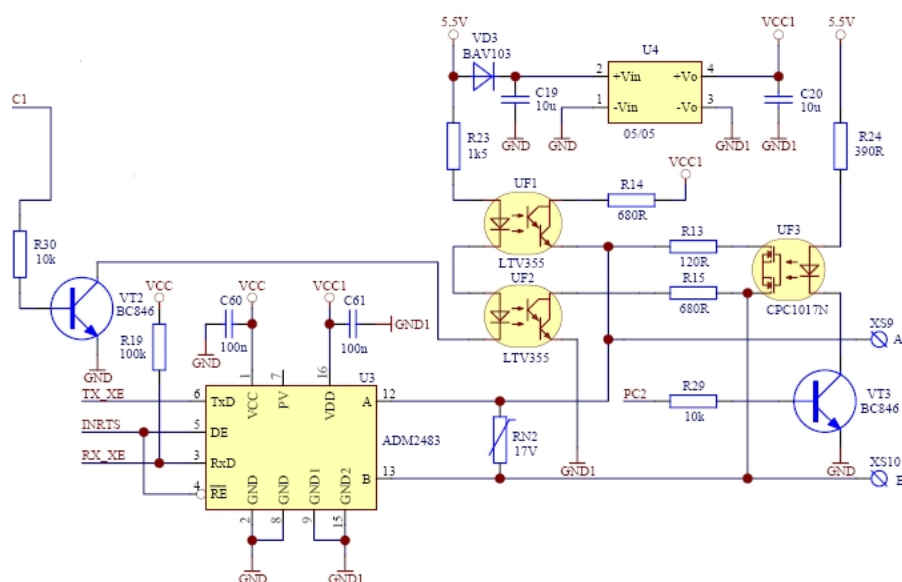 5.5V
VD3
BAV103
U4
VCC1
5.5V
2
+Vin
+Vo
4
1
-Vin
-Vo
3
05/05
C19
10u
C20
10u
GND
GND
GND1
GND1
C1
R23
1k5
R24
390R
VCC1
UF1
R14
680R
LTV355
R30
10k
R13
120R
UF3
VT2
BC846
VCC
C60
VCC
VCC1
C61
UF2
R15
680R
CPC1017N
GND1
100n
100n
LTV355
R19
100k
GND
GND
XS9
A
1
7
16
U3
TX_XE
6
TxD
VCC
PV
VDD
A
12
PC2
R29
10k
VT3
BC846
INRTS
5
DE
ADM2483
RN2
17V
RX_XE
3
RxD
GND1
GND
XS10
4
RE
GND
GND
GND1
GND2
B
13
2
8
9
15
GND
GND1